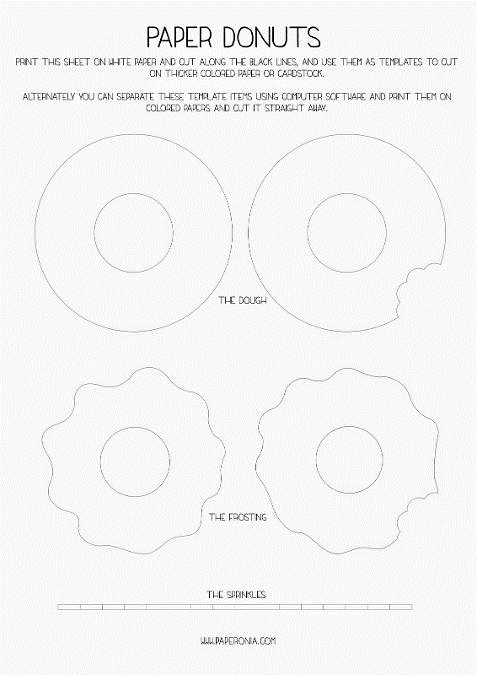 PAPER DONUTS
PRINT THIS SHEET ON WHITE PAPER AND CUT ALONG THE BLACK LINES, AND USE THEM AS TEMPLATES TO CUT
ON THICKER COLORED PAPER OR CARDSTOCK.
ALTERNATELY YOU CAN SEPARATE THESE TEMPLATE ITEMS USING COMPUTER SOFTWARE AND PRINT THEM ON
COLORED PAPERS AND CUT IT STRAIGHT AWAY.
THE DOUGH
THE FROSTING
THE SPRINKLES
WWW.PAPERONIA.COM